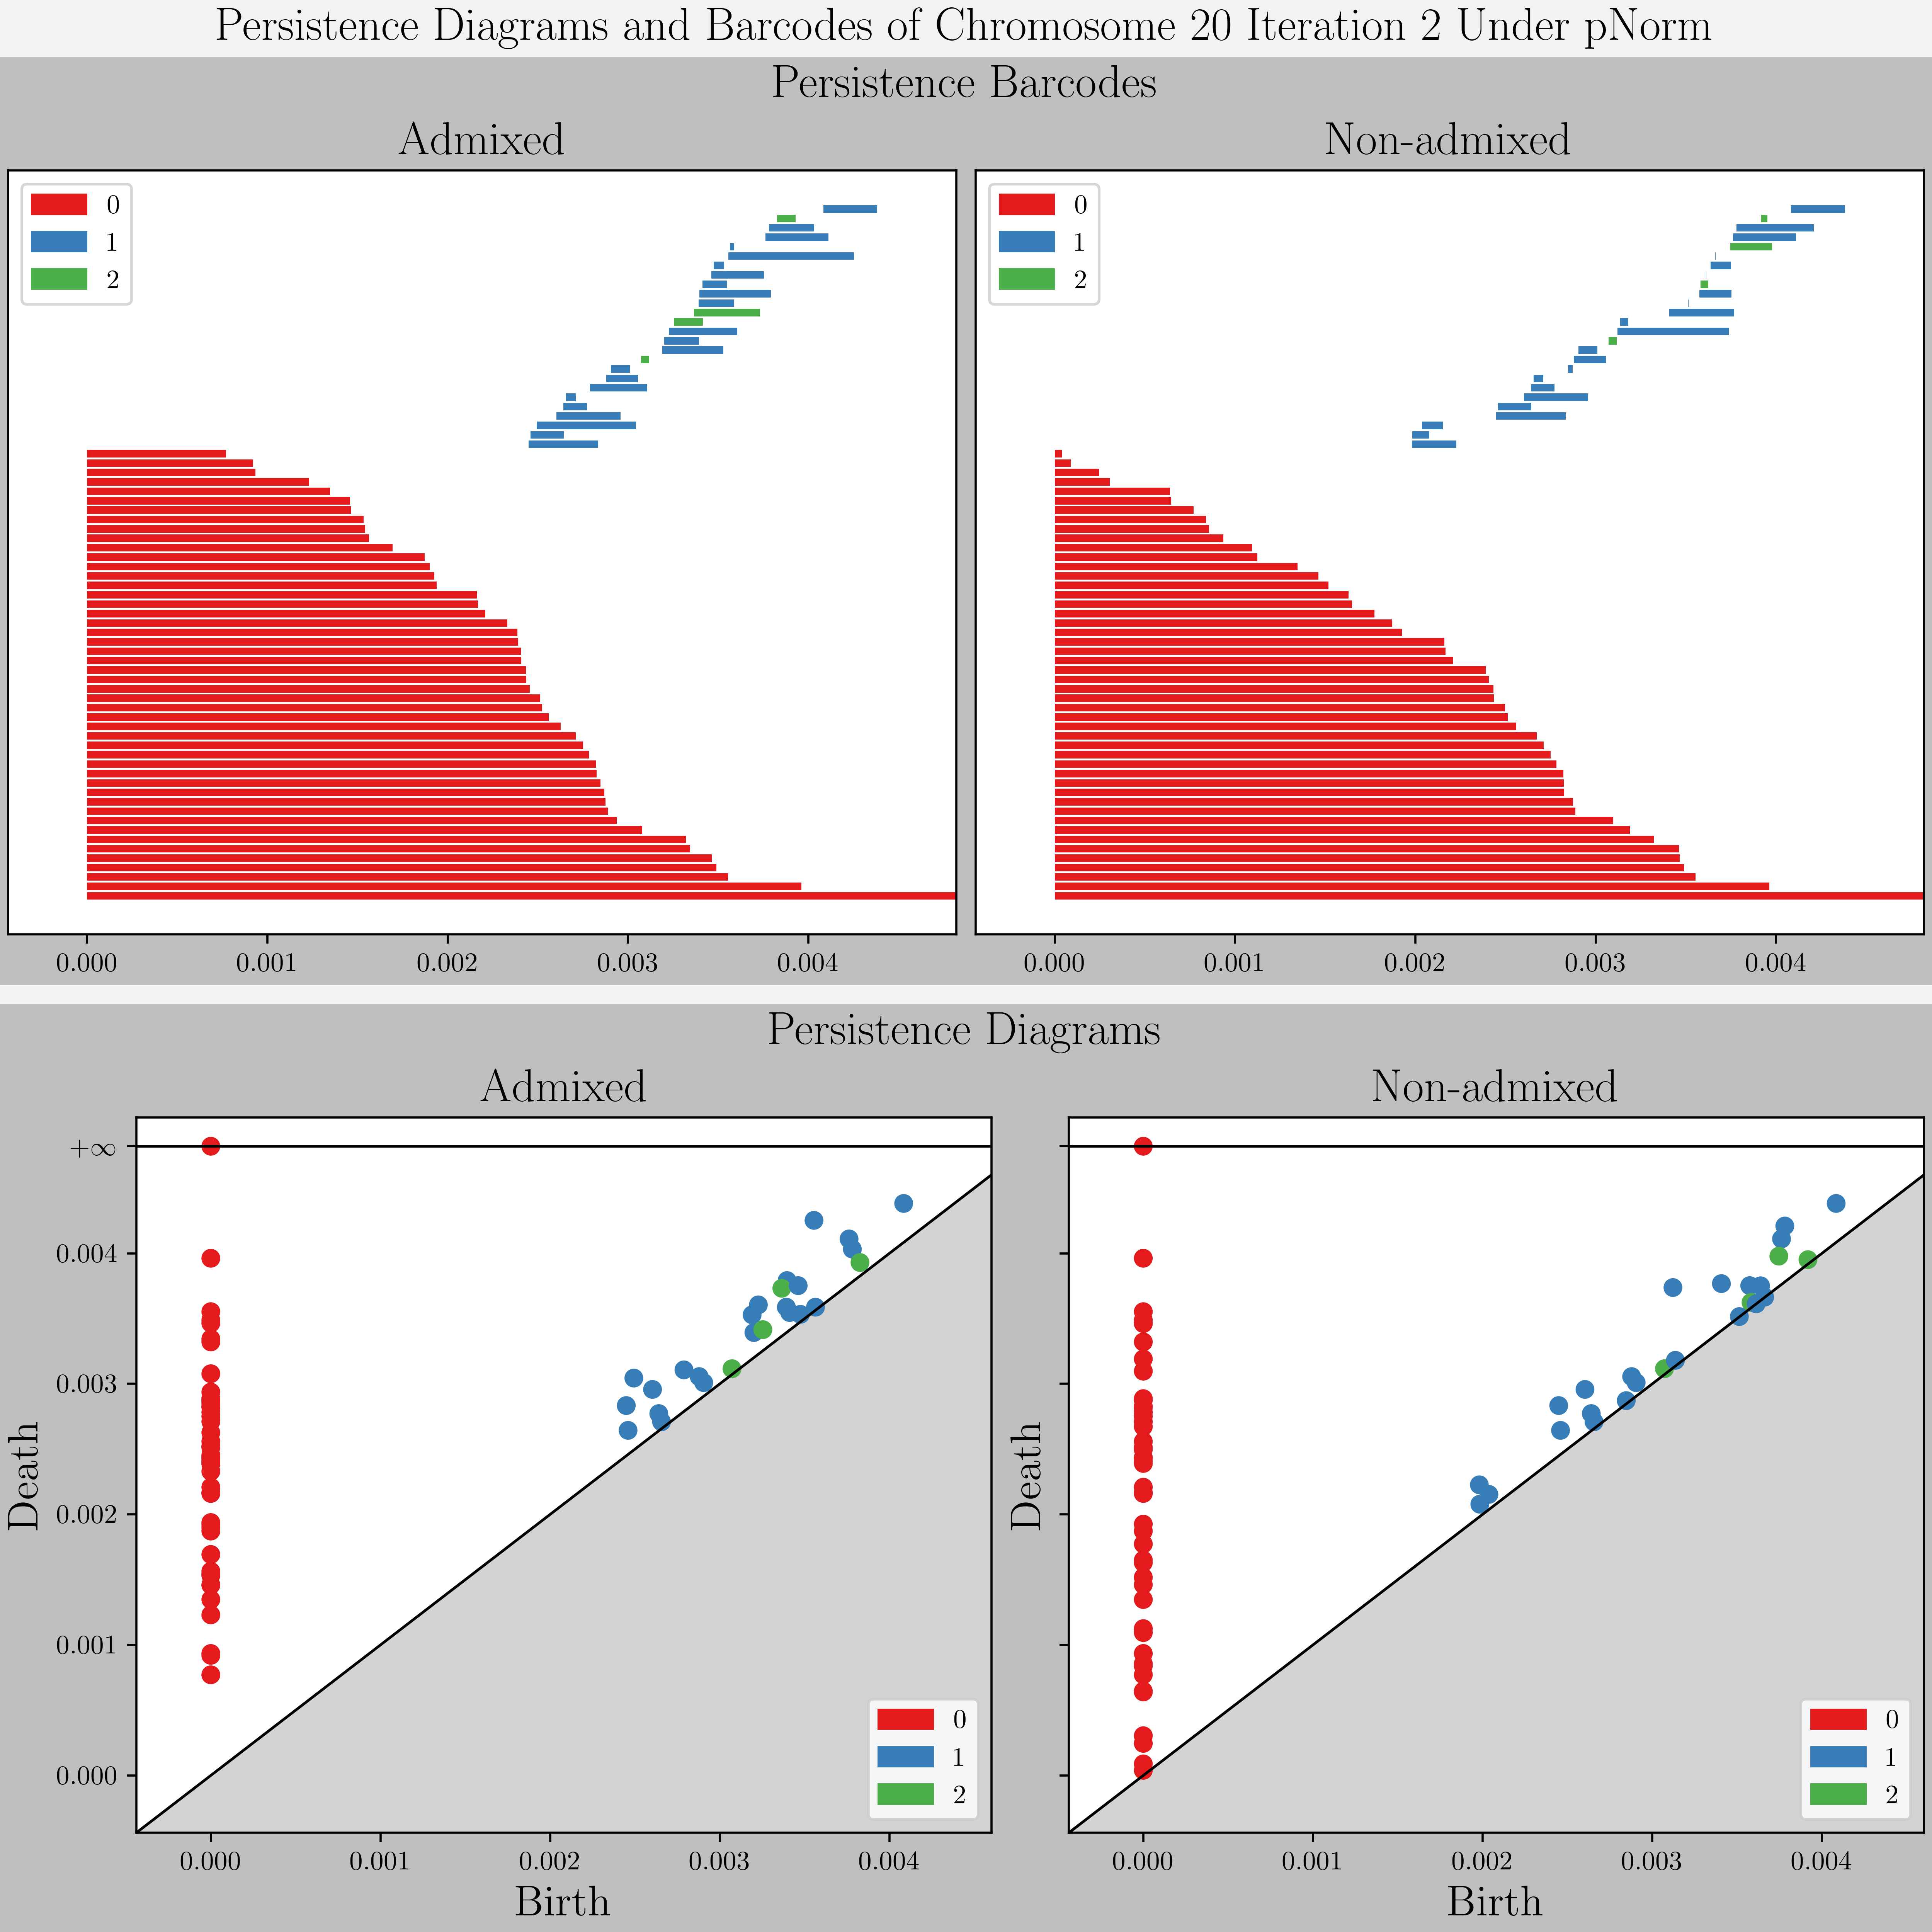 Persistence Diagrams and Barcodes of Chromosome 20 Iteration 2 Under pNorm
Persistence Barcodes
Admixed
0
1
2
0.000 0.001 0.002 0.003 0.004
Non-admixed
0
1
2
0.000 0.001 0.002 0.003 0.004
Persistence Diagrams
Admixed
+∞
0.004
0.003
0.002
0.001
0.000
Death
0
1
2
0.000 0.001 0.002 0.003 0.004
Birth
Non-admixed
Death
0
1
2
0.000 0.001 0.002 0.003 0.004
Birth